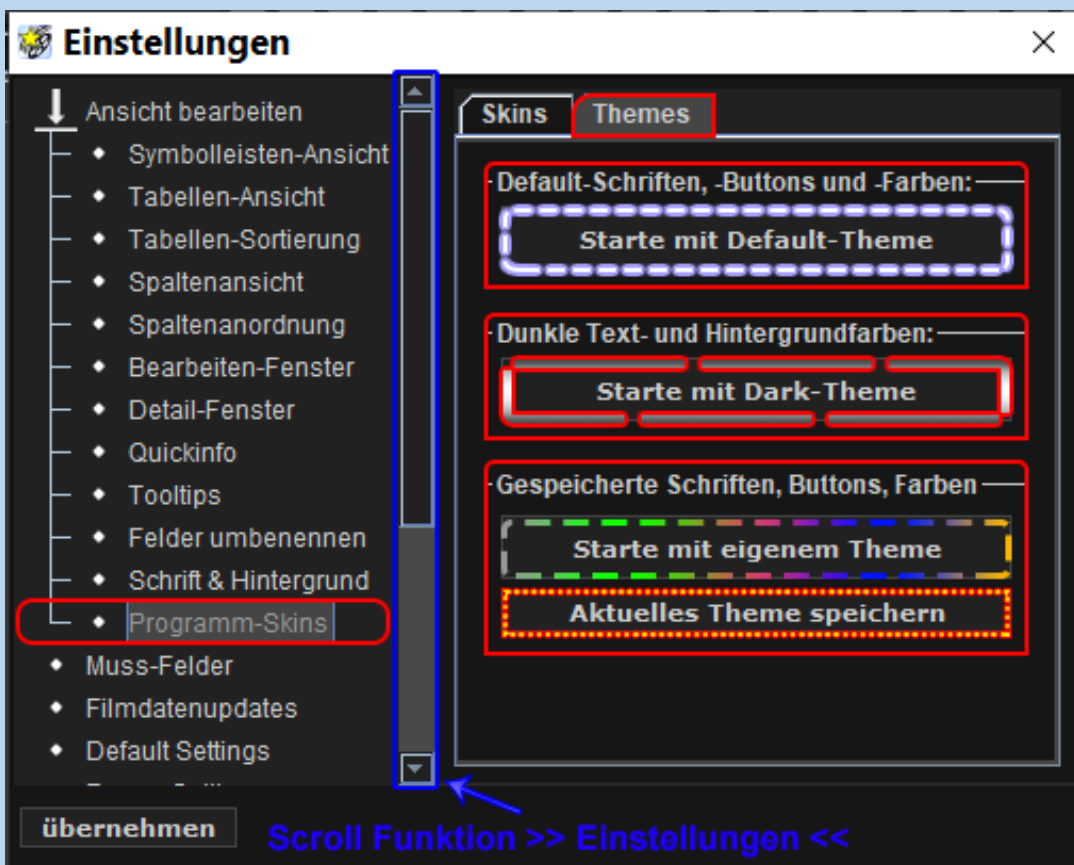 Einstellungen
Ansicht bearbeiten
Symbolleisten-Ansicht
Tabellen-Ansicht
Tabellen-Sortierung
Spaltenansicht
Spaltenanordnung
Bearbeiten-Fenster
Detail-Fenster
Quickinfo
Tooltips
Felder umbenennen
Schrift & Hintergrund
Programm-Skins
Muss-Felder
Filmdatenupdates
Default Settings
Skins Themes
Default-Schriften, -Buttons und -Farben:
Starte mit Default-Theme
Dunkle Text- und Hintergrundfarben:
Starte mit Dark-Theme
Gespeicherte Schriften, Buttons, Farben
Starte mit eigenem Theme
Aktuelles Theme speichern
übernehmen
Scroll Funktion >> Einstellungen <<